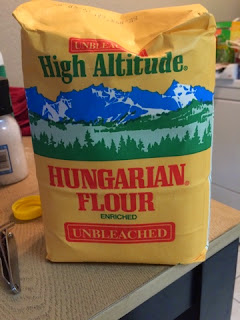 UNBLEACHED
High Altitude®
HUNGARIAN®
FLOUR
ENRICHED
UNBLEACHED